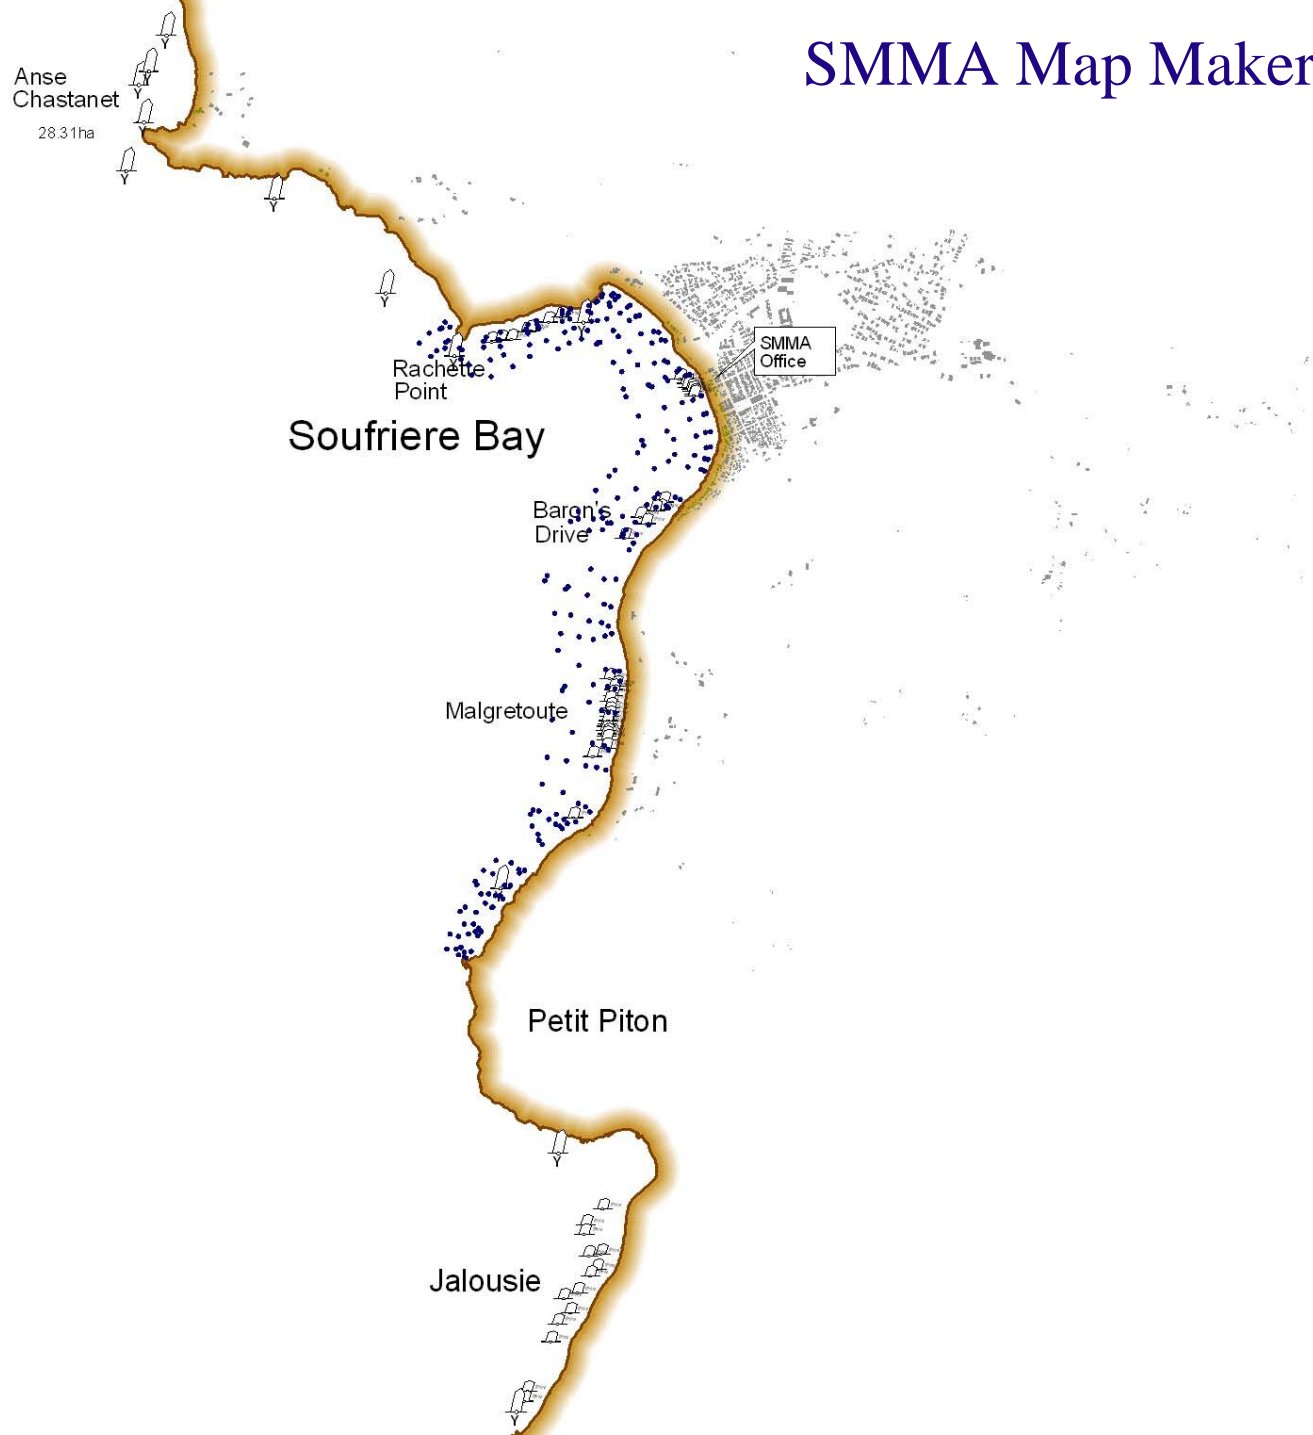 SMMA Map Maker
Anse
Chastanet
28.31ha
SMMA
Office
Rachette
Point
Soufriere Bay
Baron's
Drive
Malgretoute
Petit Piton
Jalousie
Y
Y
Y
Y
Y
Y
Y
Y
Y
Y
Y